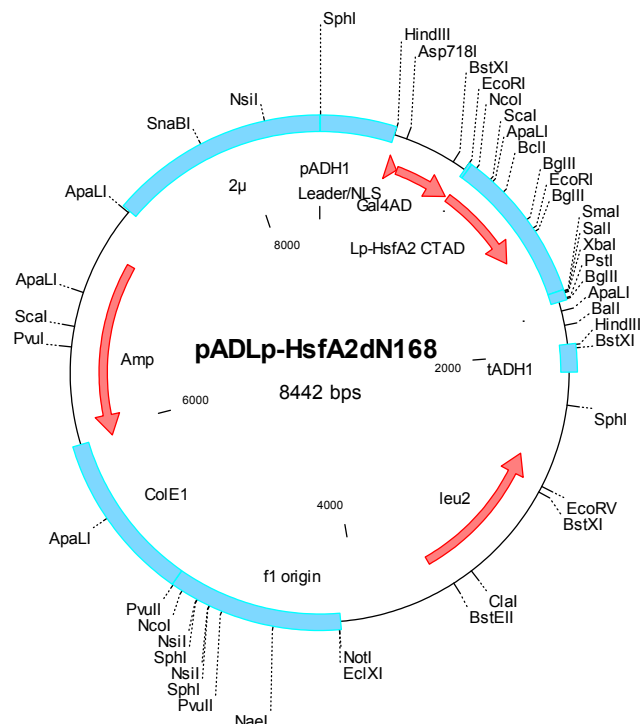 SphI
HindIII
Asp718I
BstXI
EcoRI
NcoI
ScaI
ApaLI
BclI
BglII
EcoRI
BglII
SmaI
SalI
XbaI
PstI
BglII
ApaLI
BalI
HindIII
BstXI
SphI
EcoRV
BstXI
ClaI
BstEII
NotI
EclXI
NaeI
PvuII
SphI
NsiI
SphI
NsiI
NcoI
PvuII
ApaLI
PvuI
ScaI
ApaLI
ApaLI
SnaBI
NsiI
2µ
pADH1
Leader/NLS
Gal4AD
Lp-HsfA2 CTAD
8000
pADLp-HsfA2dN168
8442 bps
2000
tADH1
Amp
6000
ColE1
4000
leu2
f1 origin